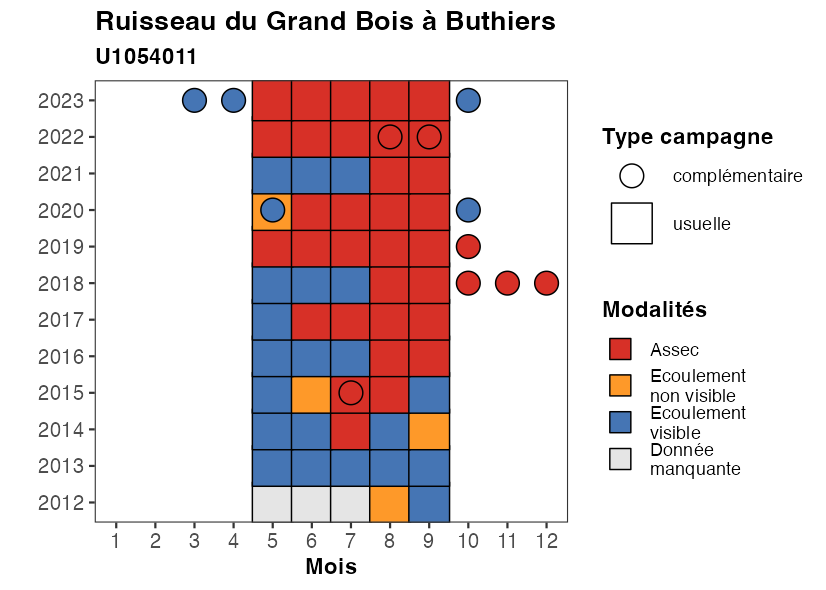 Ruisseau du Grand Bois à Buthiers
U1054011
2023
2022
2021
2020
2019
2018
2017
2016
2015
2014
2013
2012
1 2 3 4 5 6 7 8 9 10 11 12
Mois
Type campagne
complémentaire
usuelle
Modalités
Assec
Ecoulement
non visible
Ecoulement
visible
Donnée
manquante